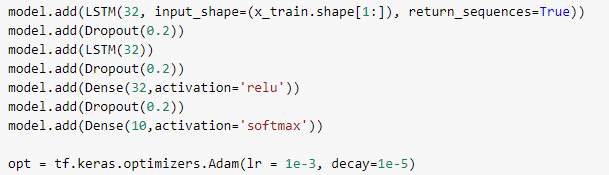 model.add(LSTM(32, input_shape=(x_train.shape[1:]), return_sequences=True))
model.add(Dropout(0.2))
model.add(LSTM(32))
model.add(Dropout(0.2))
model.add(Dense(32,activation='relu'))
model.add(Dropout(0.2))
model.add(Dense(10,activation='softmax'))
opt = tf.keras.optimizers.Adam(lr = 1e-3, decay=1e-5)